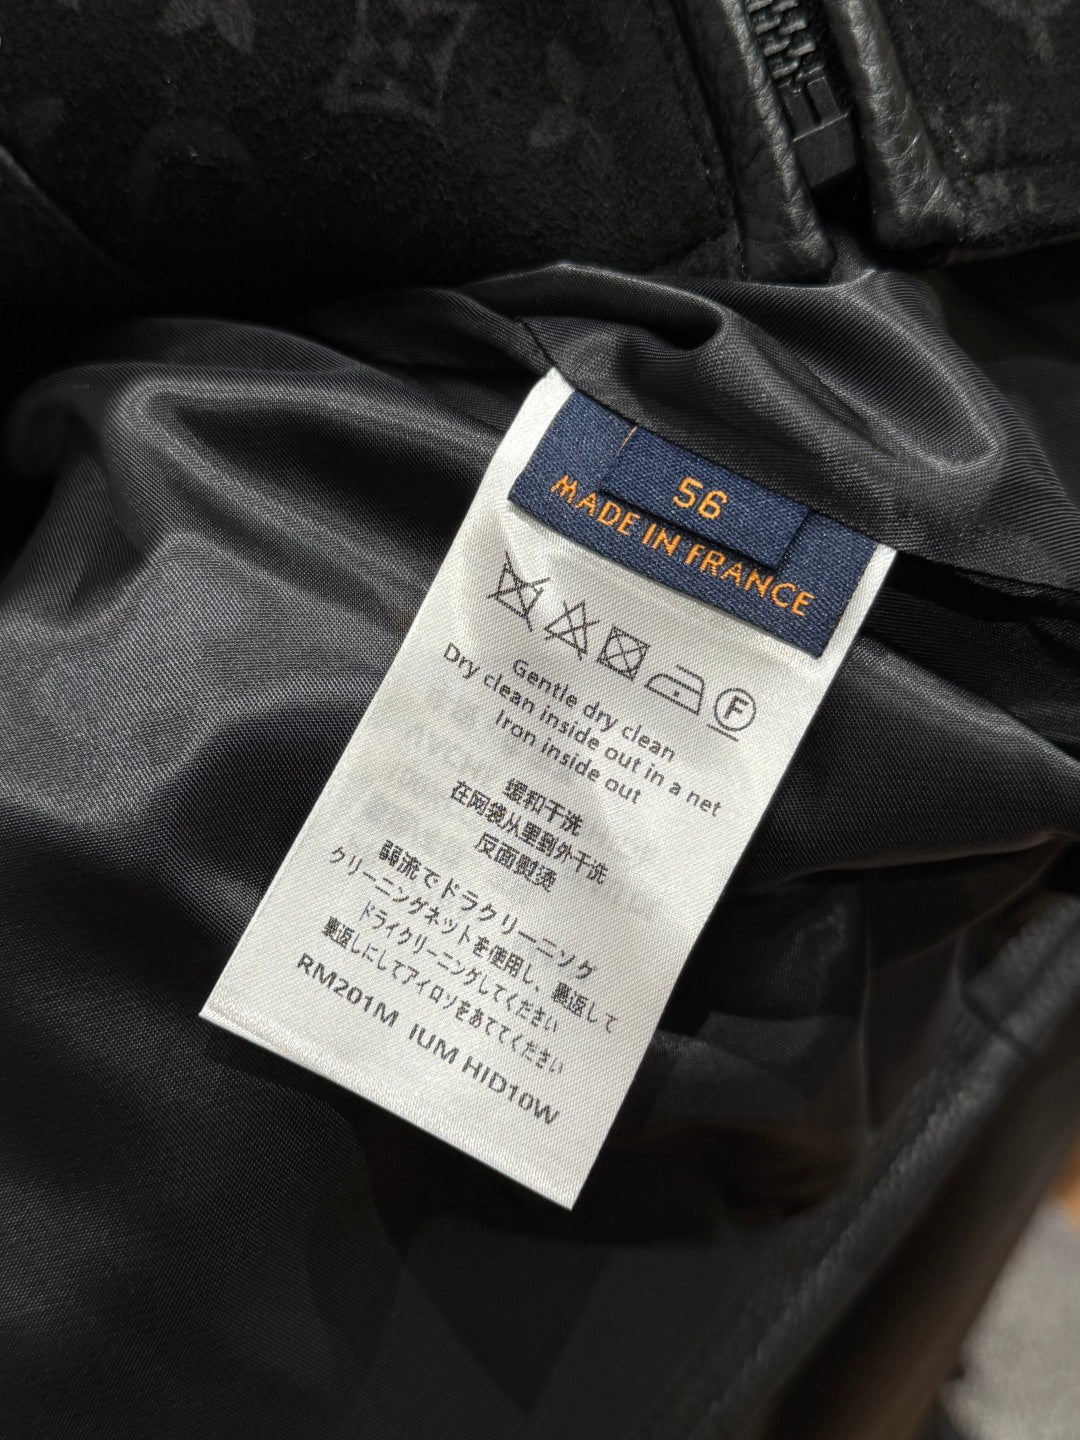 56
MADE IN FRANCE
F
Gentle dry clean
Dry clean inside out in a net
Iron inside out
缓和干洗
在网袋从里到外干洗
反面熨烫
弱流でドラクリーニソク
クリーニングネットを使用し、裏返して
ドライクリーニングしてください
裏返しにしてアイロソをあててください
RM201M IUM HID10W